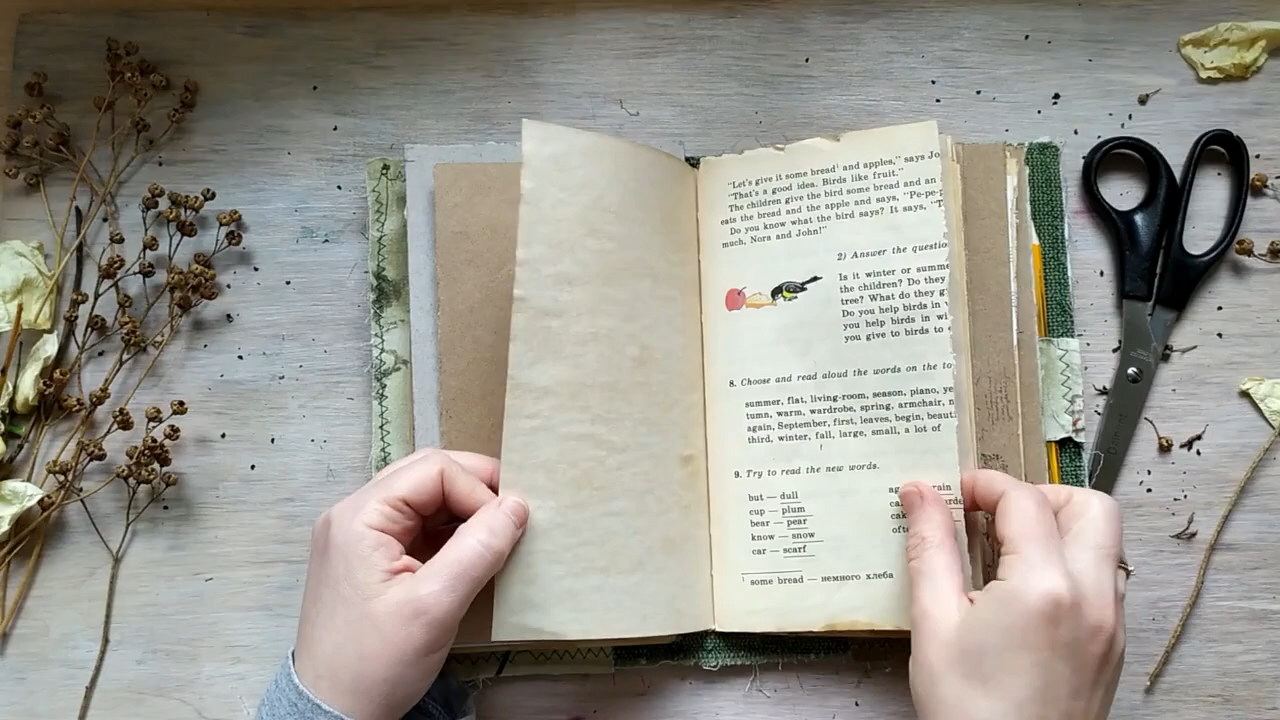 "Let's give it some bread¹ and apples," says Jo
"That's a good idea. Birds like fruit."
The children give the bird some bread and an
eats the bread and the apple and says, "Pe-pe-p
Do you know what the bird says? It says, "T
much, Nora and John!"
2) Answer the questio
Is it winter or summe
the children? Do they
tree? What do they g
Do you help birds in
you help birds in wi
you give to birds to
8. Choose and read aloud the words on the to
summer, flat, living-room, season, piano, ye
tumn, warm, wardrobe, spring, armchair, n
again, September, first, leaves, begin, beaut
third, winter, fall, large, small, a lot of
9. Try to read the new words.
but — dull
cup — plum
bear — pear
know — snow
car — scarf
rain
¹ some bread — немного хлеба